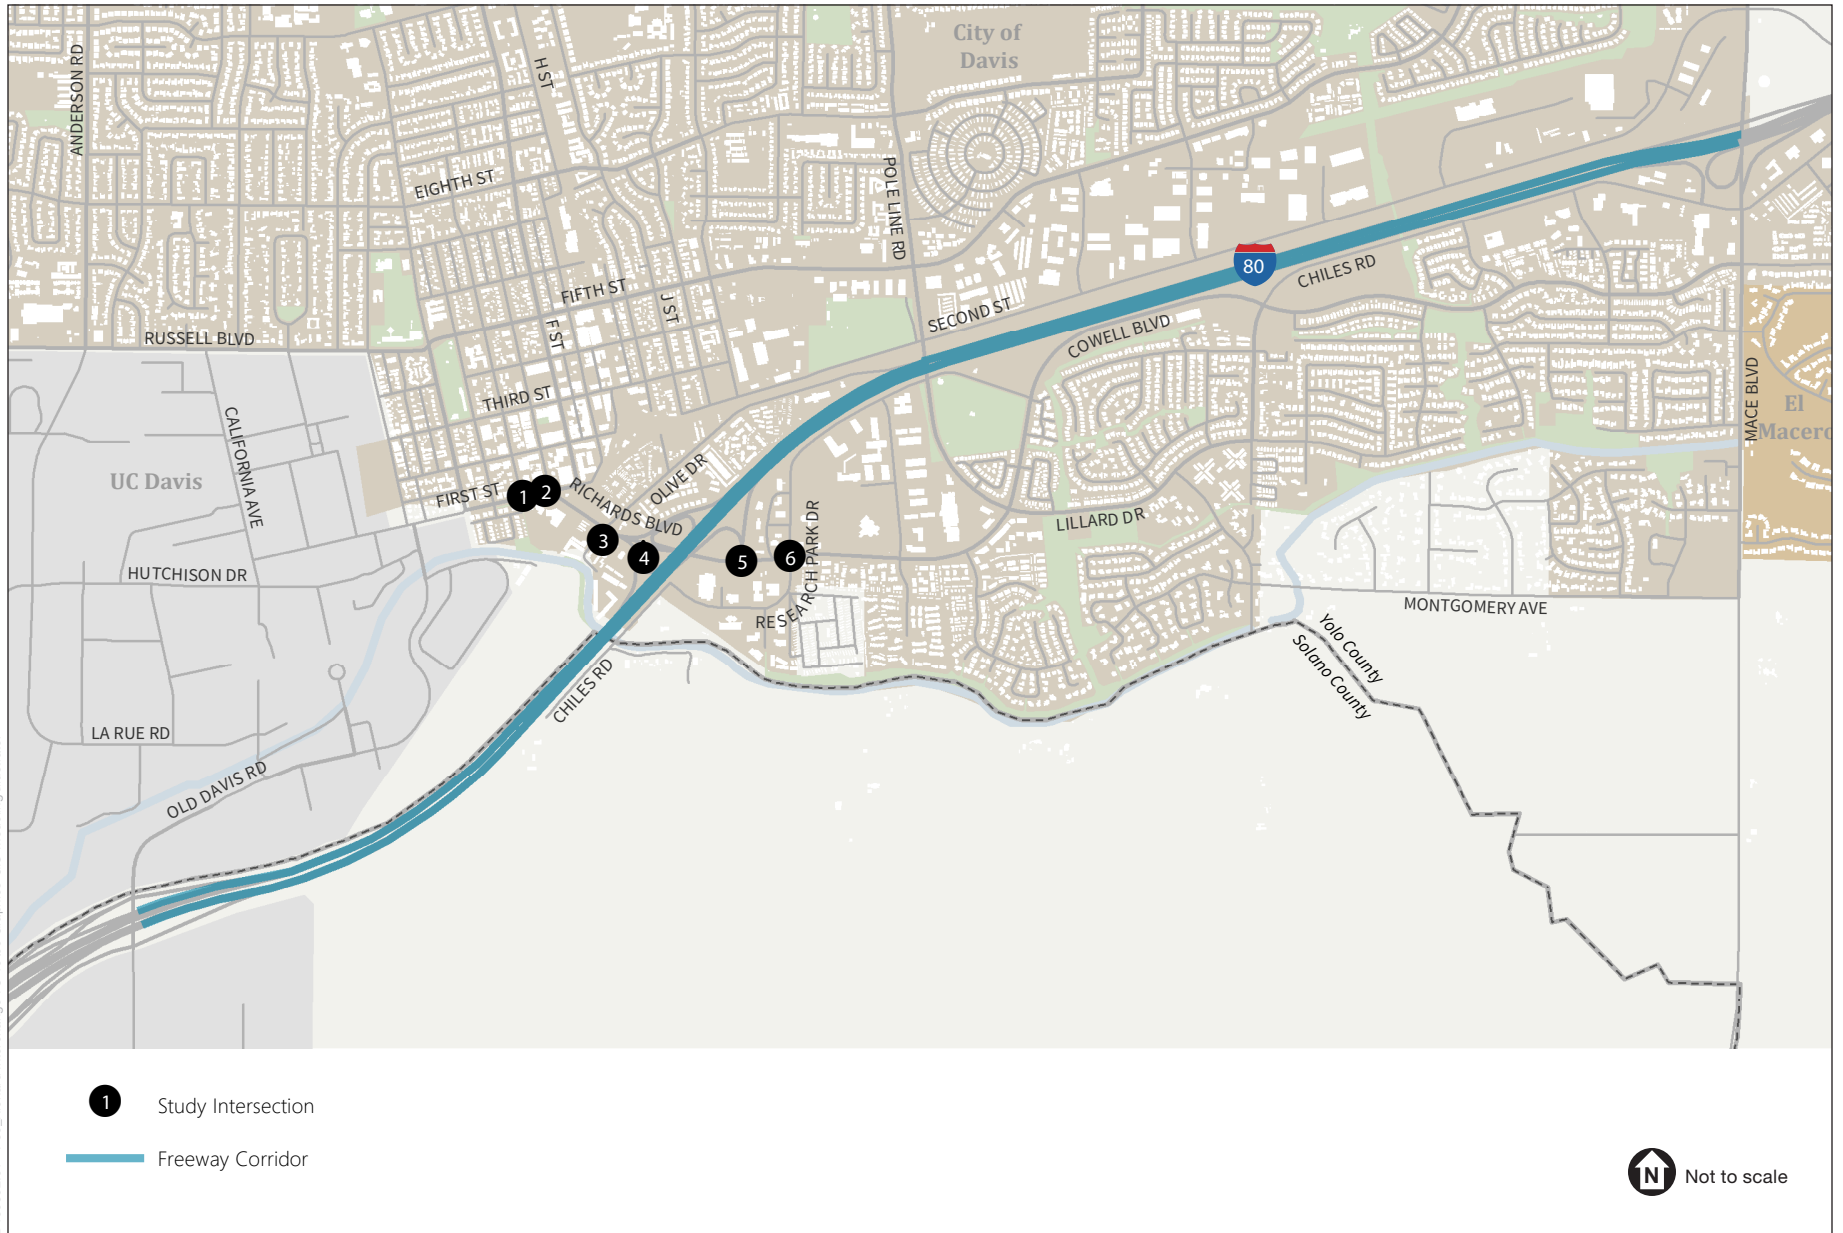 City of
Davis
ANDERSON RD
H ST
EIGHTH ST
POLE LINE RD
80
CHILES RD
FIFTH ST
J ST
F ST
SECOND ST
COWELL BLVD
RUSSELL BLVD
THIRD ST
MACE BLVD
El
Macero
CALIFORNIA AVE
UC Davis
OLIVE DR
FIRST ST
1
2
RICHARDS BLVD
LILLARD DR
3
4
5
6
RESEARCH PARK DR
HUTCHISON DR
MONTGOMERY AVE
Yolo County
Solano County
CHILES RD
LA RUE RD
OLD DAVIS RD
1
Study Intersection
Freeway Corridor
N
Not to scale